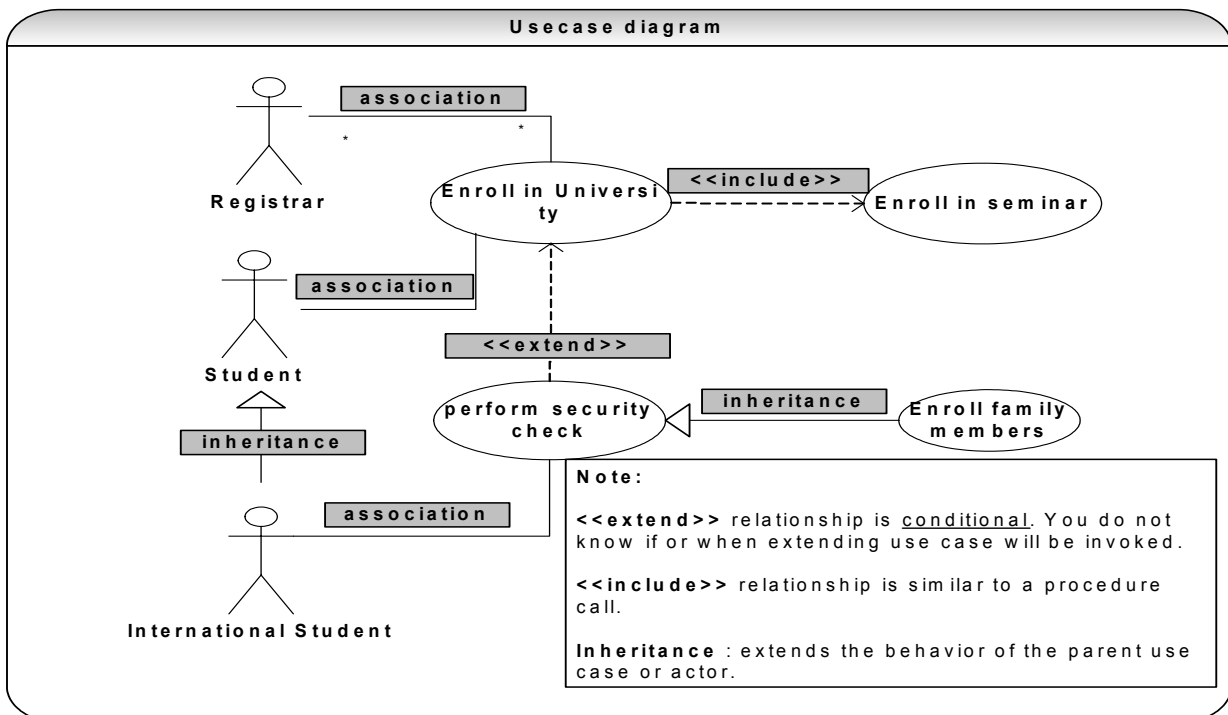 Usecase diagram
association
*
*
Registrar
Enroll in Universi
ty
<<include>>
Enroll in seminar
association
Student
<<extend>>
inheritance
perform security
check
inheritance
Enroll family
members
association
International Student
Note:
<<extend>> relationship is conditional. You do not
know if or when extending use case will be invoked.
<<include>> relationship is similar to a procedure
call.
Inheritance : extends the behavior of the parent use
case or actor.